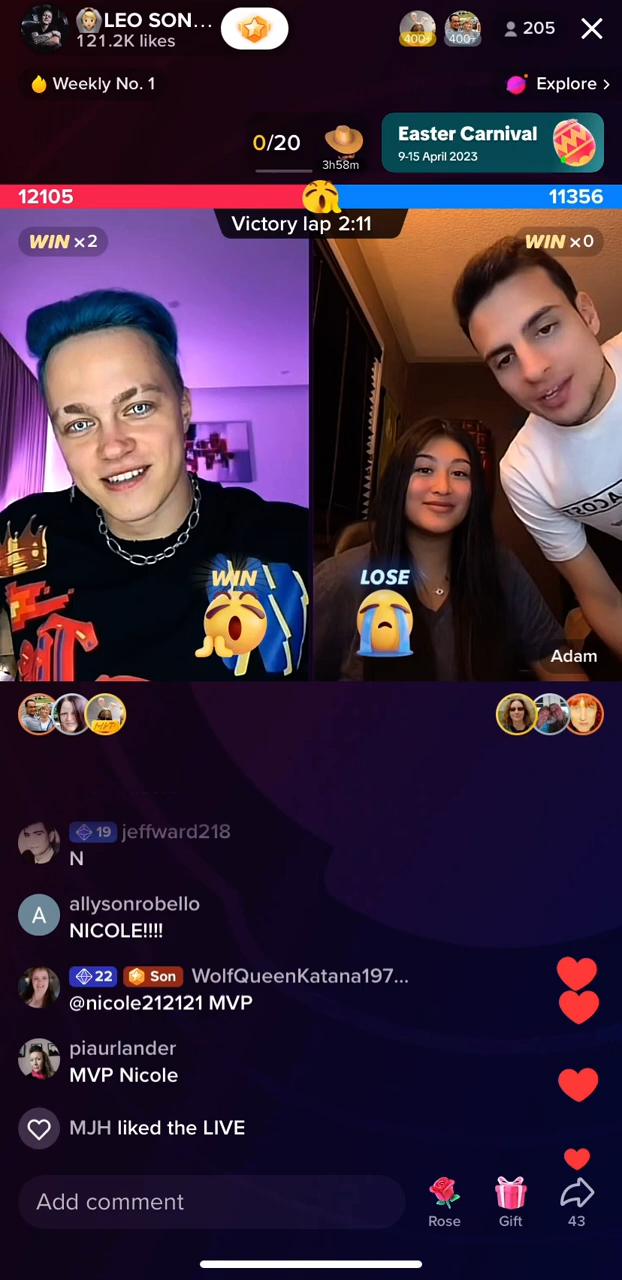 LEO SON...
121.2K likes
400+
400+
205
Weekly No. 1
Explore >
0/20
3h58m
Easter Carnival
9-15 April 2023
12105
11356
Victory lap 2:11
WIN x2
WIN x0
WIN
LOSE
Adam
19 jeffward218
N
A
allysonrobello
NICOLE!!!!
22 Son WolfQueenKatana197...
@nicole212121 MVP
piaurlander
MVP Nicole
MJH liked the LIVE
Add comment
Rose
Gift
43